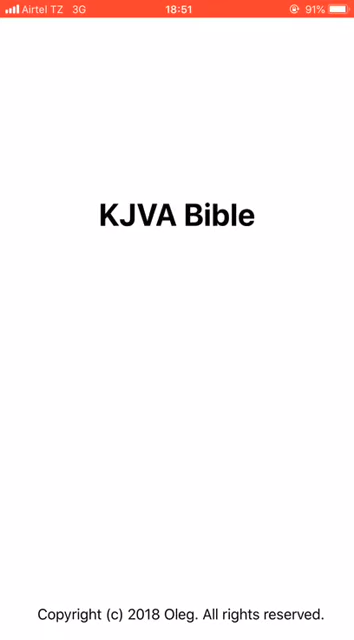 Airtel TZ 3G 18:51 91%
KJVA Bible
Copyright (c) 2018 Oleg. All rights reserved.